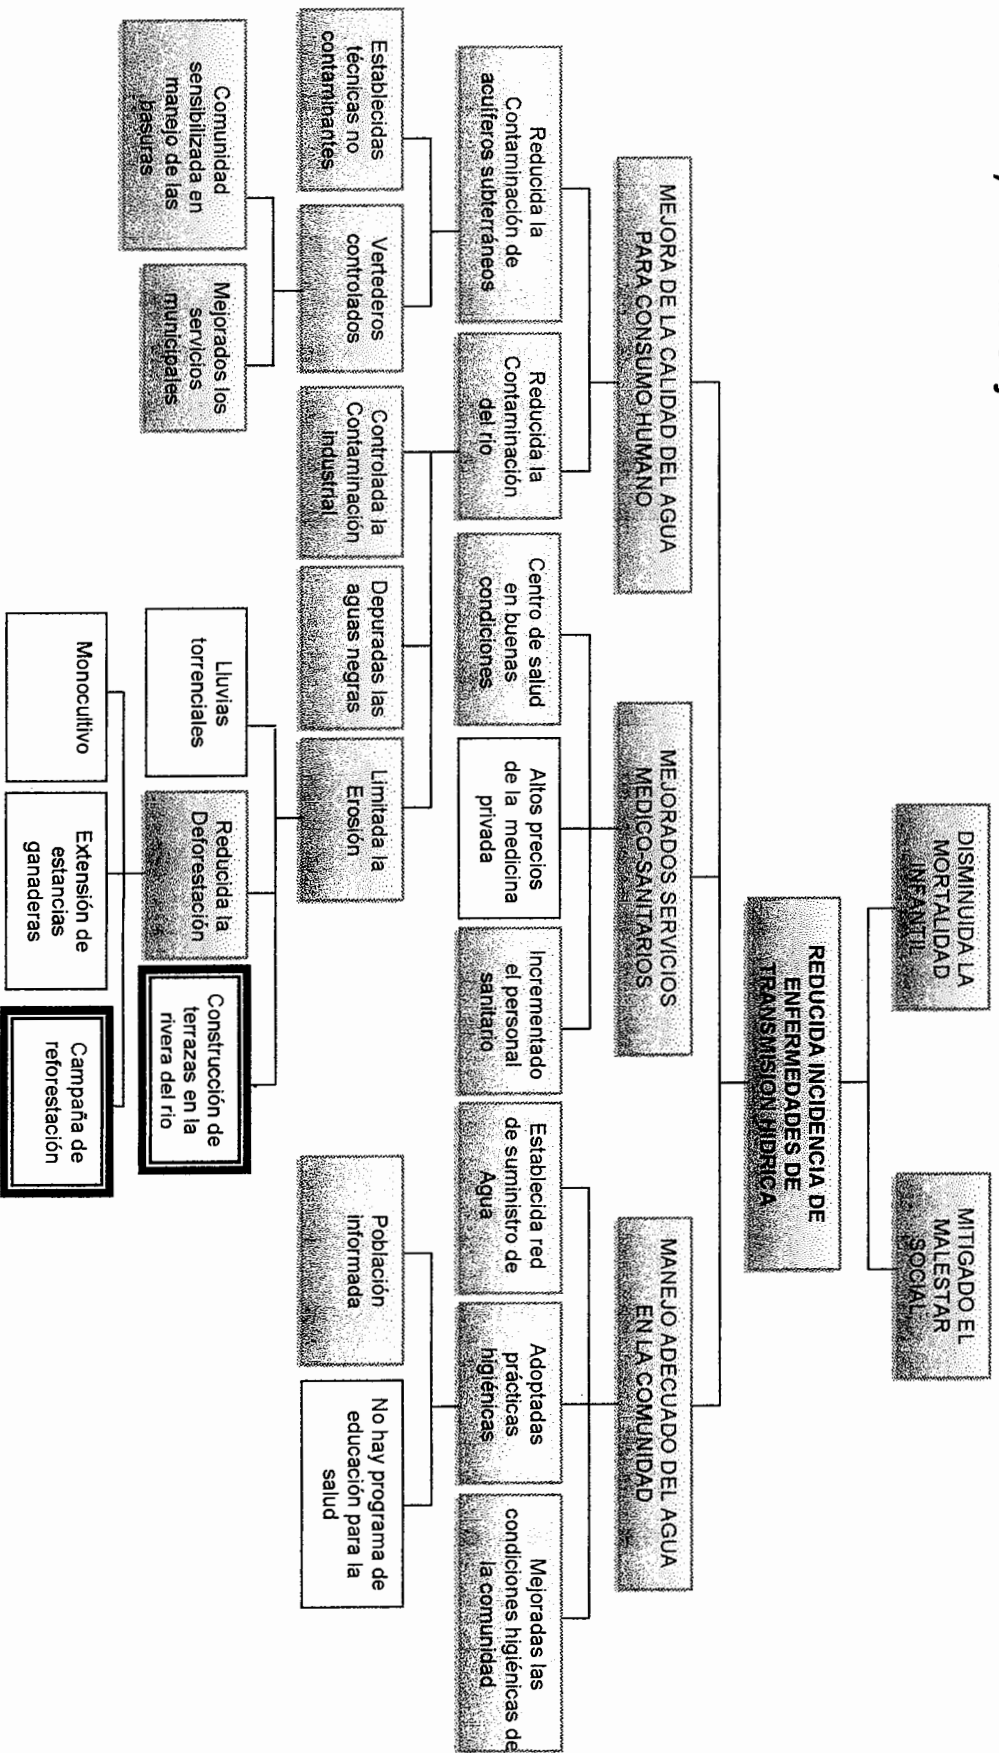 DISMINUIDA LA
MORTALIDAD
INFANTIL
MITIGADO EL
MALESTAR
SOCIAL
REDUCIDA INCIDENCIA DE
ENFERMEDADES DE
TRANSMISION HIDRICA
MEJORA DE LA CALIDAD DEL AGUA
PARA CONSUMO HUMANO
MEJORADOS SERVICIOS
MEDICO-SANITARIOS
MANEJO ADECUADO DEL AGUA
EN LA COMUNIDAD
Reducida la
Contaminación de
acuíferos subterráneos
Reducida la
Contaminación
del rio
Centro de salud
en buenas
condiciones
Altos precios
de la medicina
privada
Incrementado
el personal
sanitario
Establecida red
de suministro de
Agua
Adoptadas
prácticas
higiénicas
Mejoradas las
condiciones higiénicas de
la comunidad
Establecidas
técnicas no
contaminantes
Vertederos
controlados
Controlada la
Contaminación
industrial
Depuradas las
aguas negras
Limitada la
Erosión
Población
informada
No hay programa de
educación para la
salud
Comunidad
sensibilizada en
manejo de las
basuras
Mejorados los
servicios
municipales
Lluvias
torrenciales
Reducida la
Deforestación
Construcción de
terrazas en la
rivera del rio
Monocultivo
Extensión de
estancias
ganaderas
Campaña de
reforestación